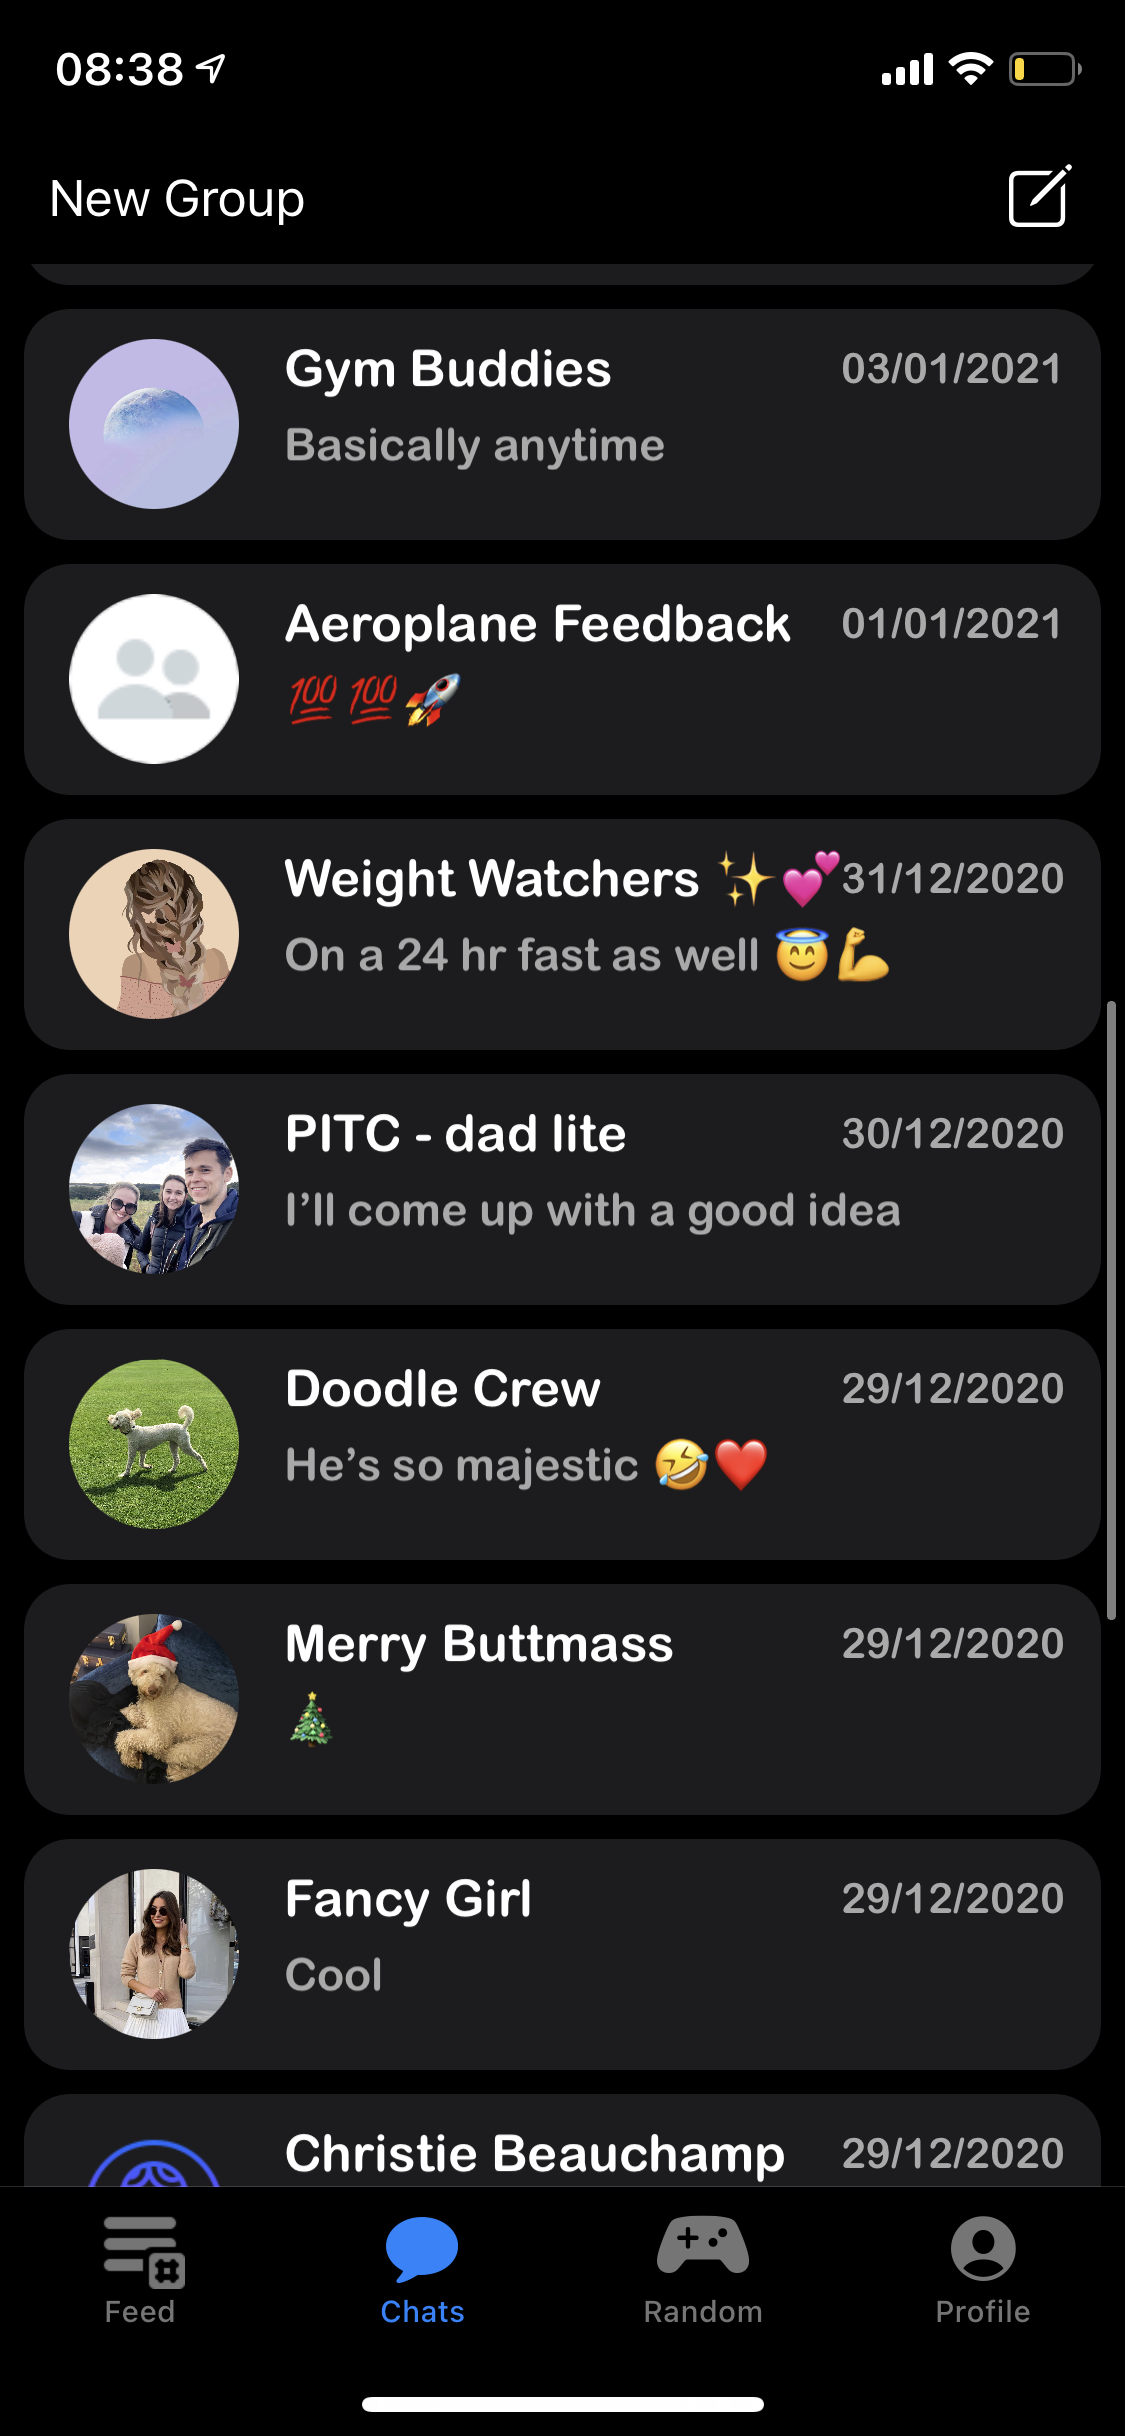 08:38
New Group
Gym Buddies 03/01/2021
Basically anytime
Aeroplane Feedback 01/01/2021
💯💯🚀
Weight Watchers ✨💕 31/12/2020
On a 24 hr fast as well 😇💪
PITC - dad lite 30/12/2020
I’ll come up with a good idea
Doodle Crew 29/12/2020
He’s so majestic 🤣❤️
Merry Buttmass 29/12/2020
🎄
Fancy Girl 29/12/2020
Cool
Christie Beauchamp 29/12/2020
Feed Chats Random Profile